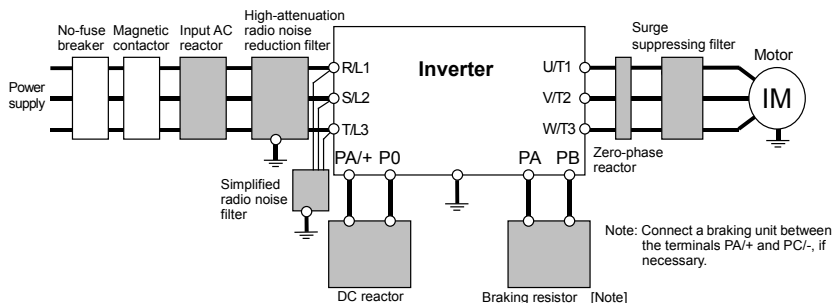 No-fuse
breaker
Magnetic
contactor
Input AC
reactor
High-attenuation
radio noise
reduction filter
Surge
suppressing filter
Motor
Power
supply
R/L1
S/L2
T/L3
Inverter
U/T1
V/T2
W/T3
IM
PA/+ P0
PA
PB
Zero-phase
reactor
Simplified
radio noise
filter
DC reactor
Braking resistor [Note]
Note: Connect a braking unit between
the terminals PA/+ and PC/-, if
necessary.